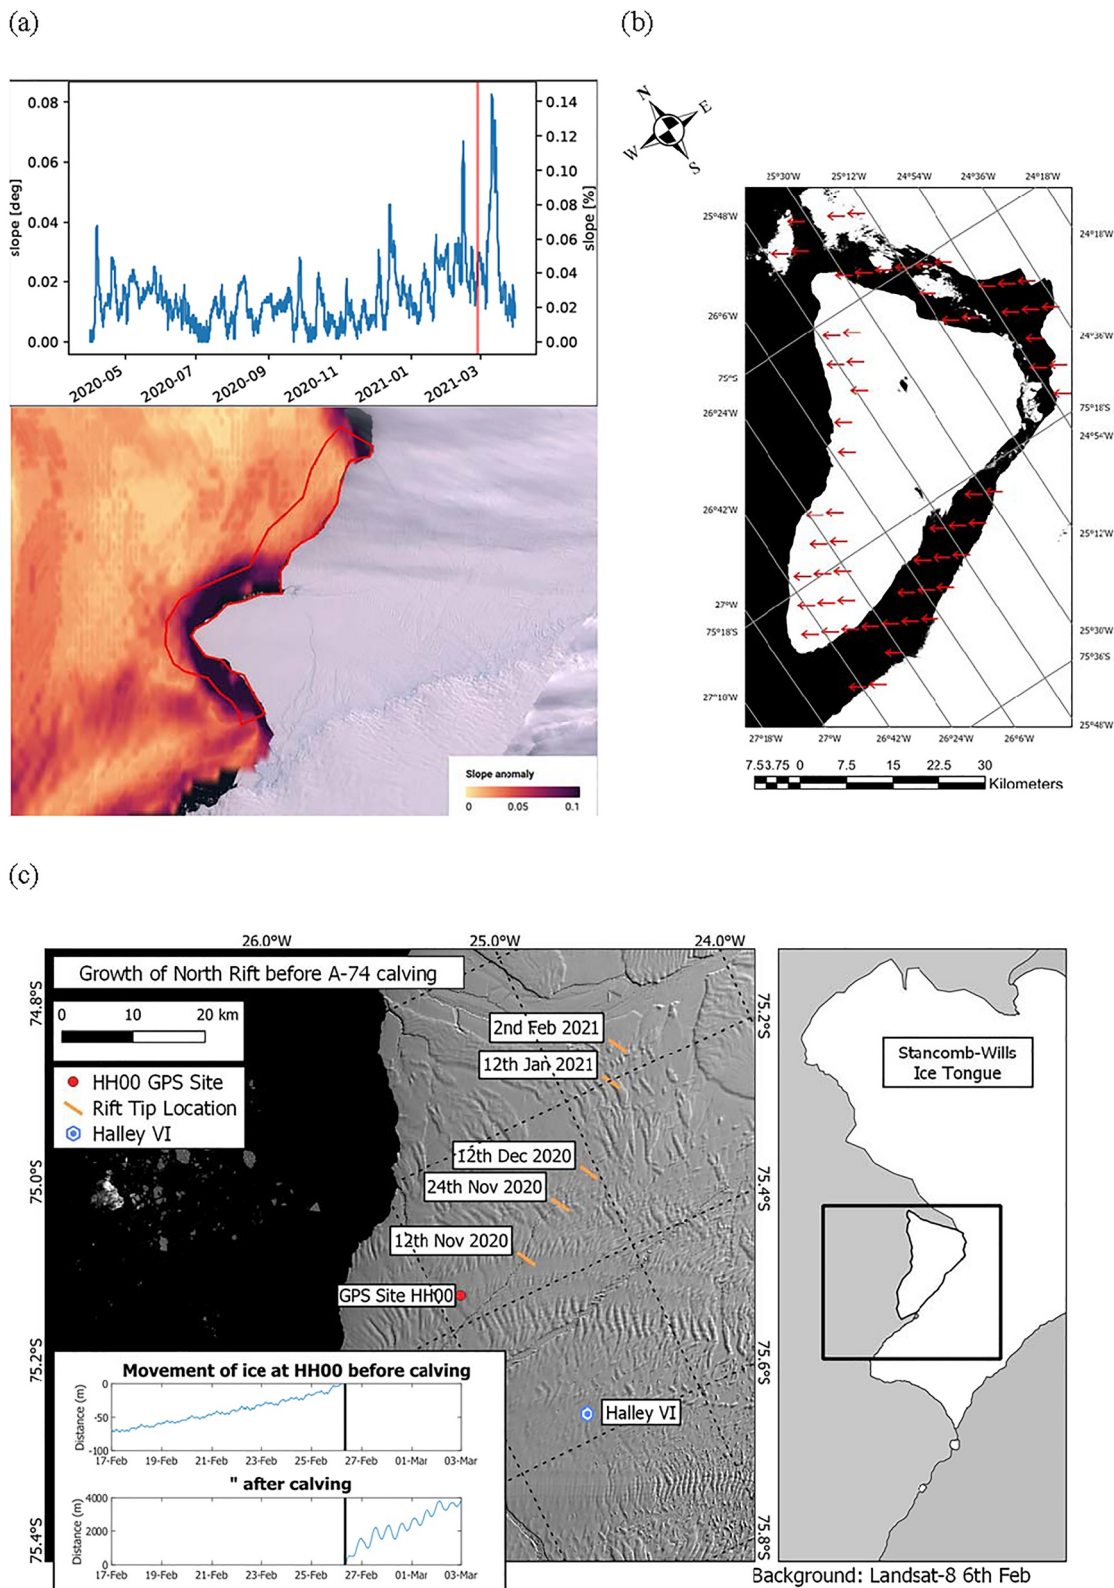 (a)
(b)
0.08
0.06
0.04
0.02
0.00
slope [deg]
0.14
0.12
0.10
0.08
0.06
0.04
0.02
0.00
slope [%]
2020-05
2020-07
2020-09
2020-11
2021-01
2021-03
Slope anomaly
0 0.05 0.1
N
E
W
S
25°30'W 25°12'W 24°54'W 24°36'W 24°18'W
25°48'W
26°6'W
75°S
26°24'W
26°42'W
27°W
75°18'S
27°10'W
24°18'W
24°36'W
75°18'S
24°54'W
25°12'W
25°30'W
75°36'S
25°48'W
27°18'W 27°W 26°42'W 26°24'W 26°6'W
7.5 3.75 0 7.5 15 22.5 30
Kilometers
(c)
26.0°W 25.0°W 24.0°W
Growth of North Rift before A-74 calving
0 10 20 km
HH00 GPS Site
Rift Tip Location
Halley VI
74.8°S
75.0°S
75.2°S
75.4°S
75.2°S
75.4°S
75.6°S
75.8°S
2nd Feb 2021
12th Jan 2021
12th Dec 2020
24th Nov 2020
12th Nov 2020
GPS Site HH00
Halley VI
Movement of ice at HH00 before calving
Distance (m)
0
-50
-100
17-Feb 19-Feb 21-Feb 23-Feb 25-Feb 27-Feb 01-Mar 03-Mar
" after calving
Distance (m)
4000
2000
0
17-Feb 19-Feb 21-Feb 23-Feb 25-Feb 27-Feb 01-Mar 03-Mar
Stancomb-Wills
Ice Tongue
Background: Landsat-8 6th Feb